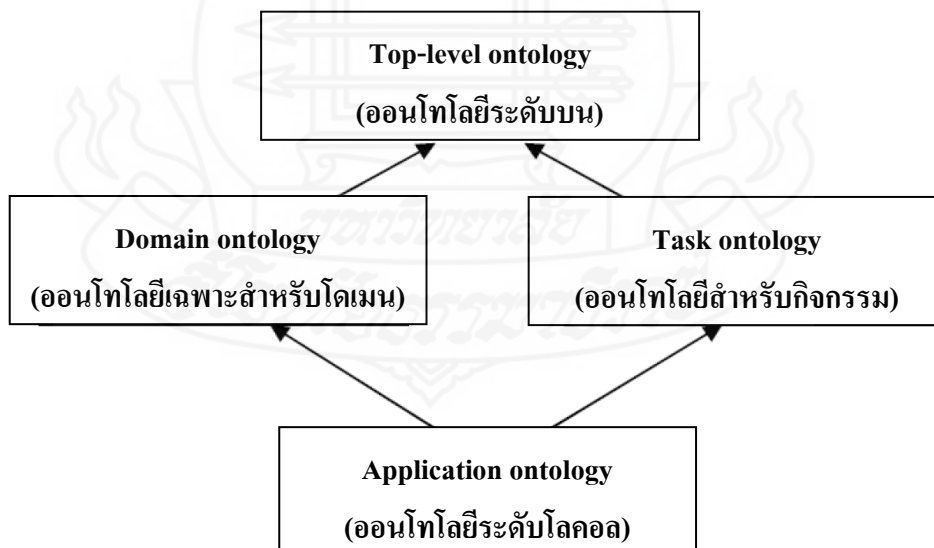 Top-level ontology
(ออนโทโลยีระดับบน)
Domain ontology
(ออนโทโลยีเฉพาะสำหรับโดเมน)
Task ontology
(ออนโทโลยีสำหรับกิจกรรม)
Application ontology
(ออนโทโลยีระดับโลคอล)